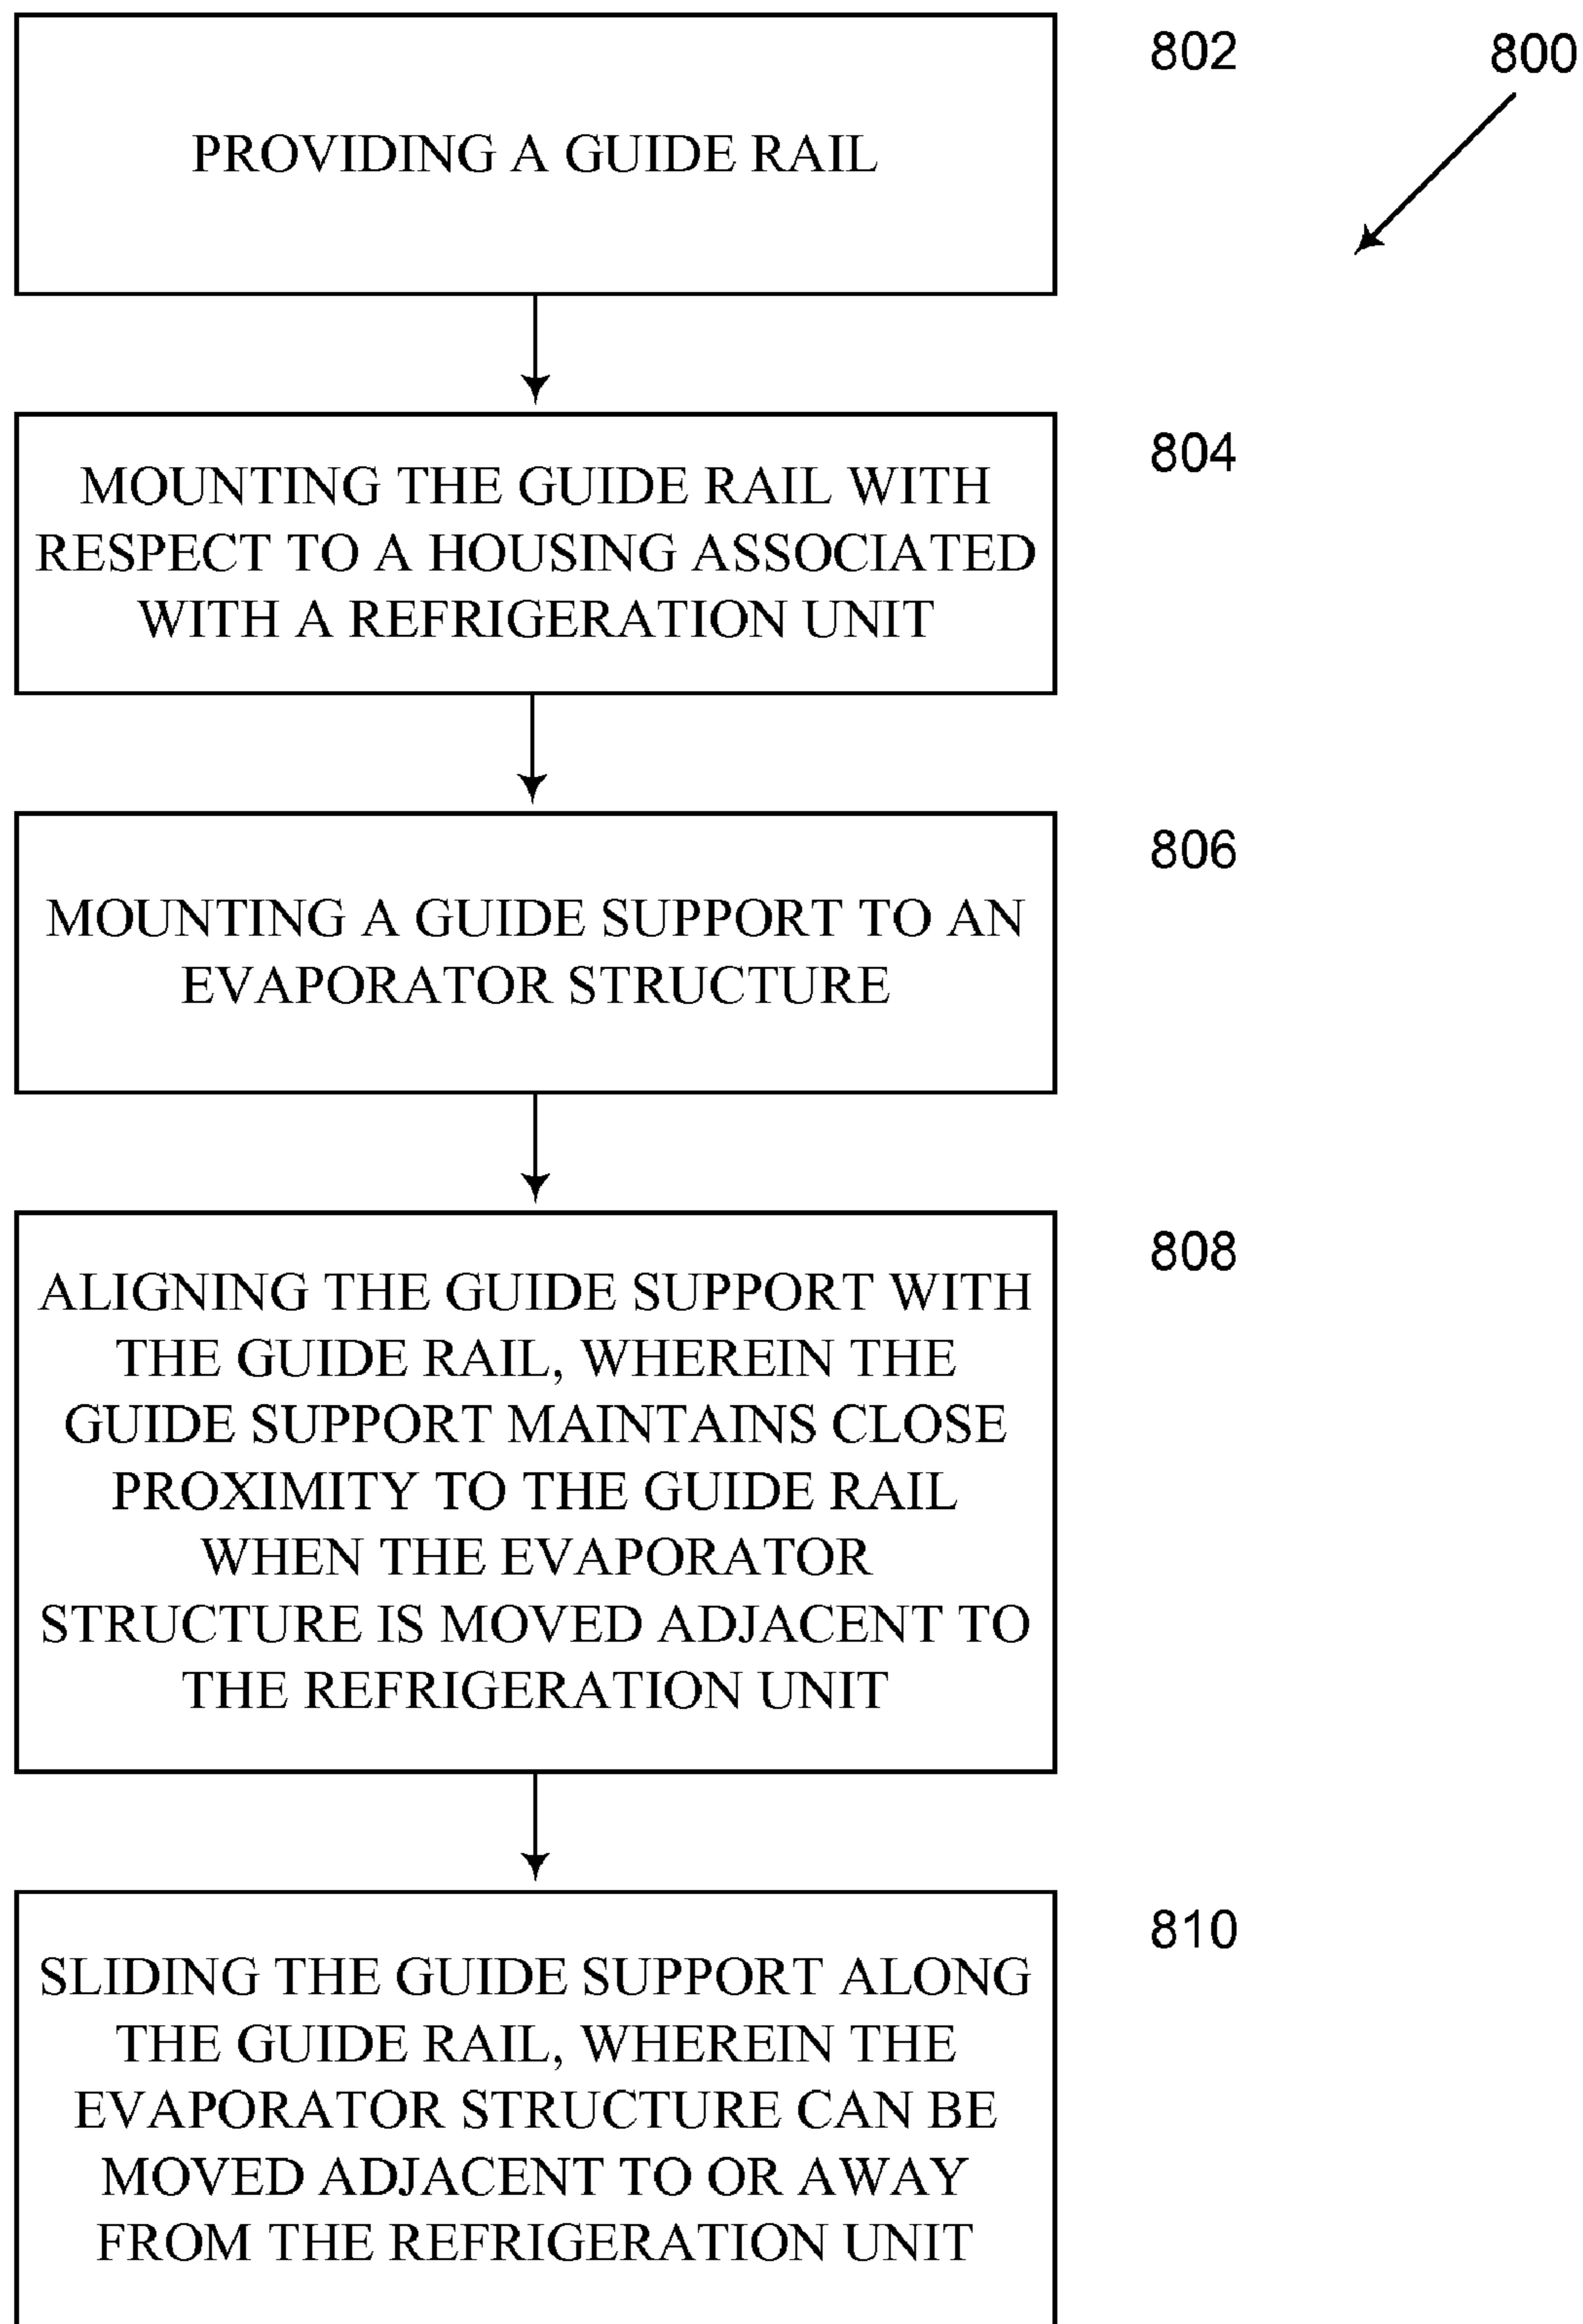 802
800
PROVIDING A GUIDE RAIL
804
MOUNTING THE GUIDE RAIL WITH
RESPECT TO A HOUSING ASSOCIATED
WITH A REFRIGERATION UNIT
806
MOUNTING A GUIDE SUPPORT TO AN
EVAPORATOR STRUCTURE
808
ALIGNING THE GUIDE SUPPORT WITH
THE GUIDE RAIL, WHEREIN THE
GUIDE SUPPORT MAINTAINS CLOSE
PROXIMITY TO THE GUIDE RAIL
WHEN THE EVAPORATOR
STRUCTURE IS MOVED ADJACENT TO
THE REFRIGERATION UNIT
810
SLIDING THE GUIDE SUPPORT ALONG
THE GUIDE RAIL, WHEREIN THE
EVAPORATOR STRUCTURE CAN BE
MOVED ADJACENT TO OR AWAY
FROM THE REFRIGERATION UNIT